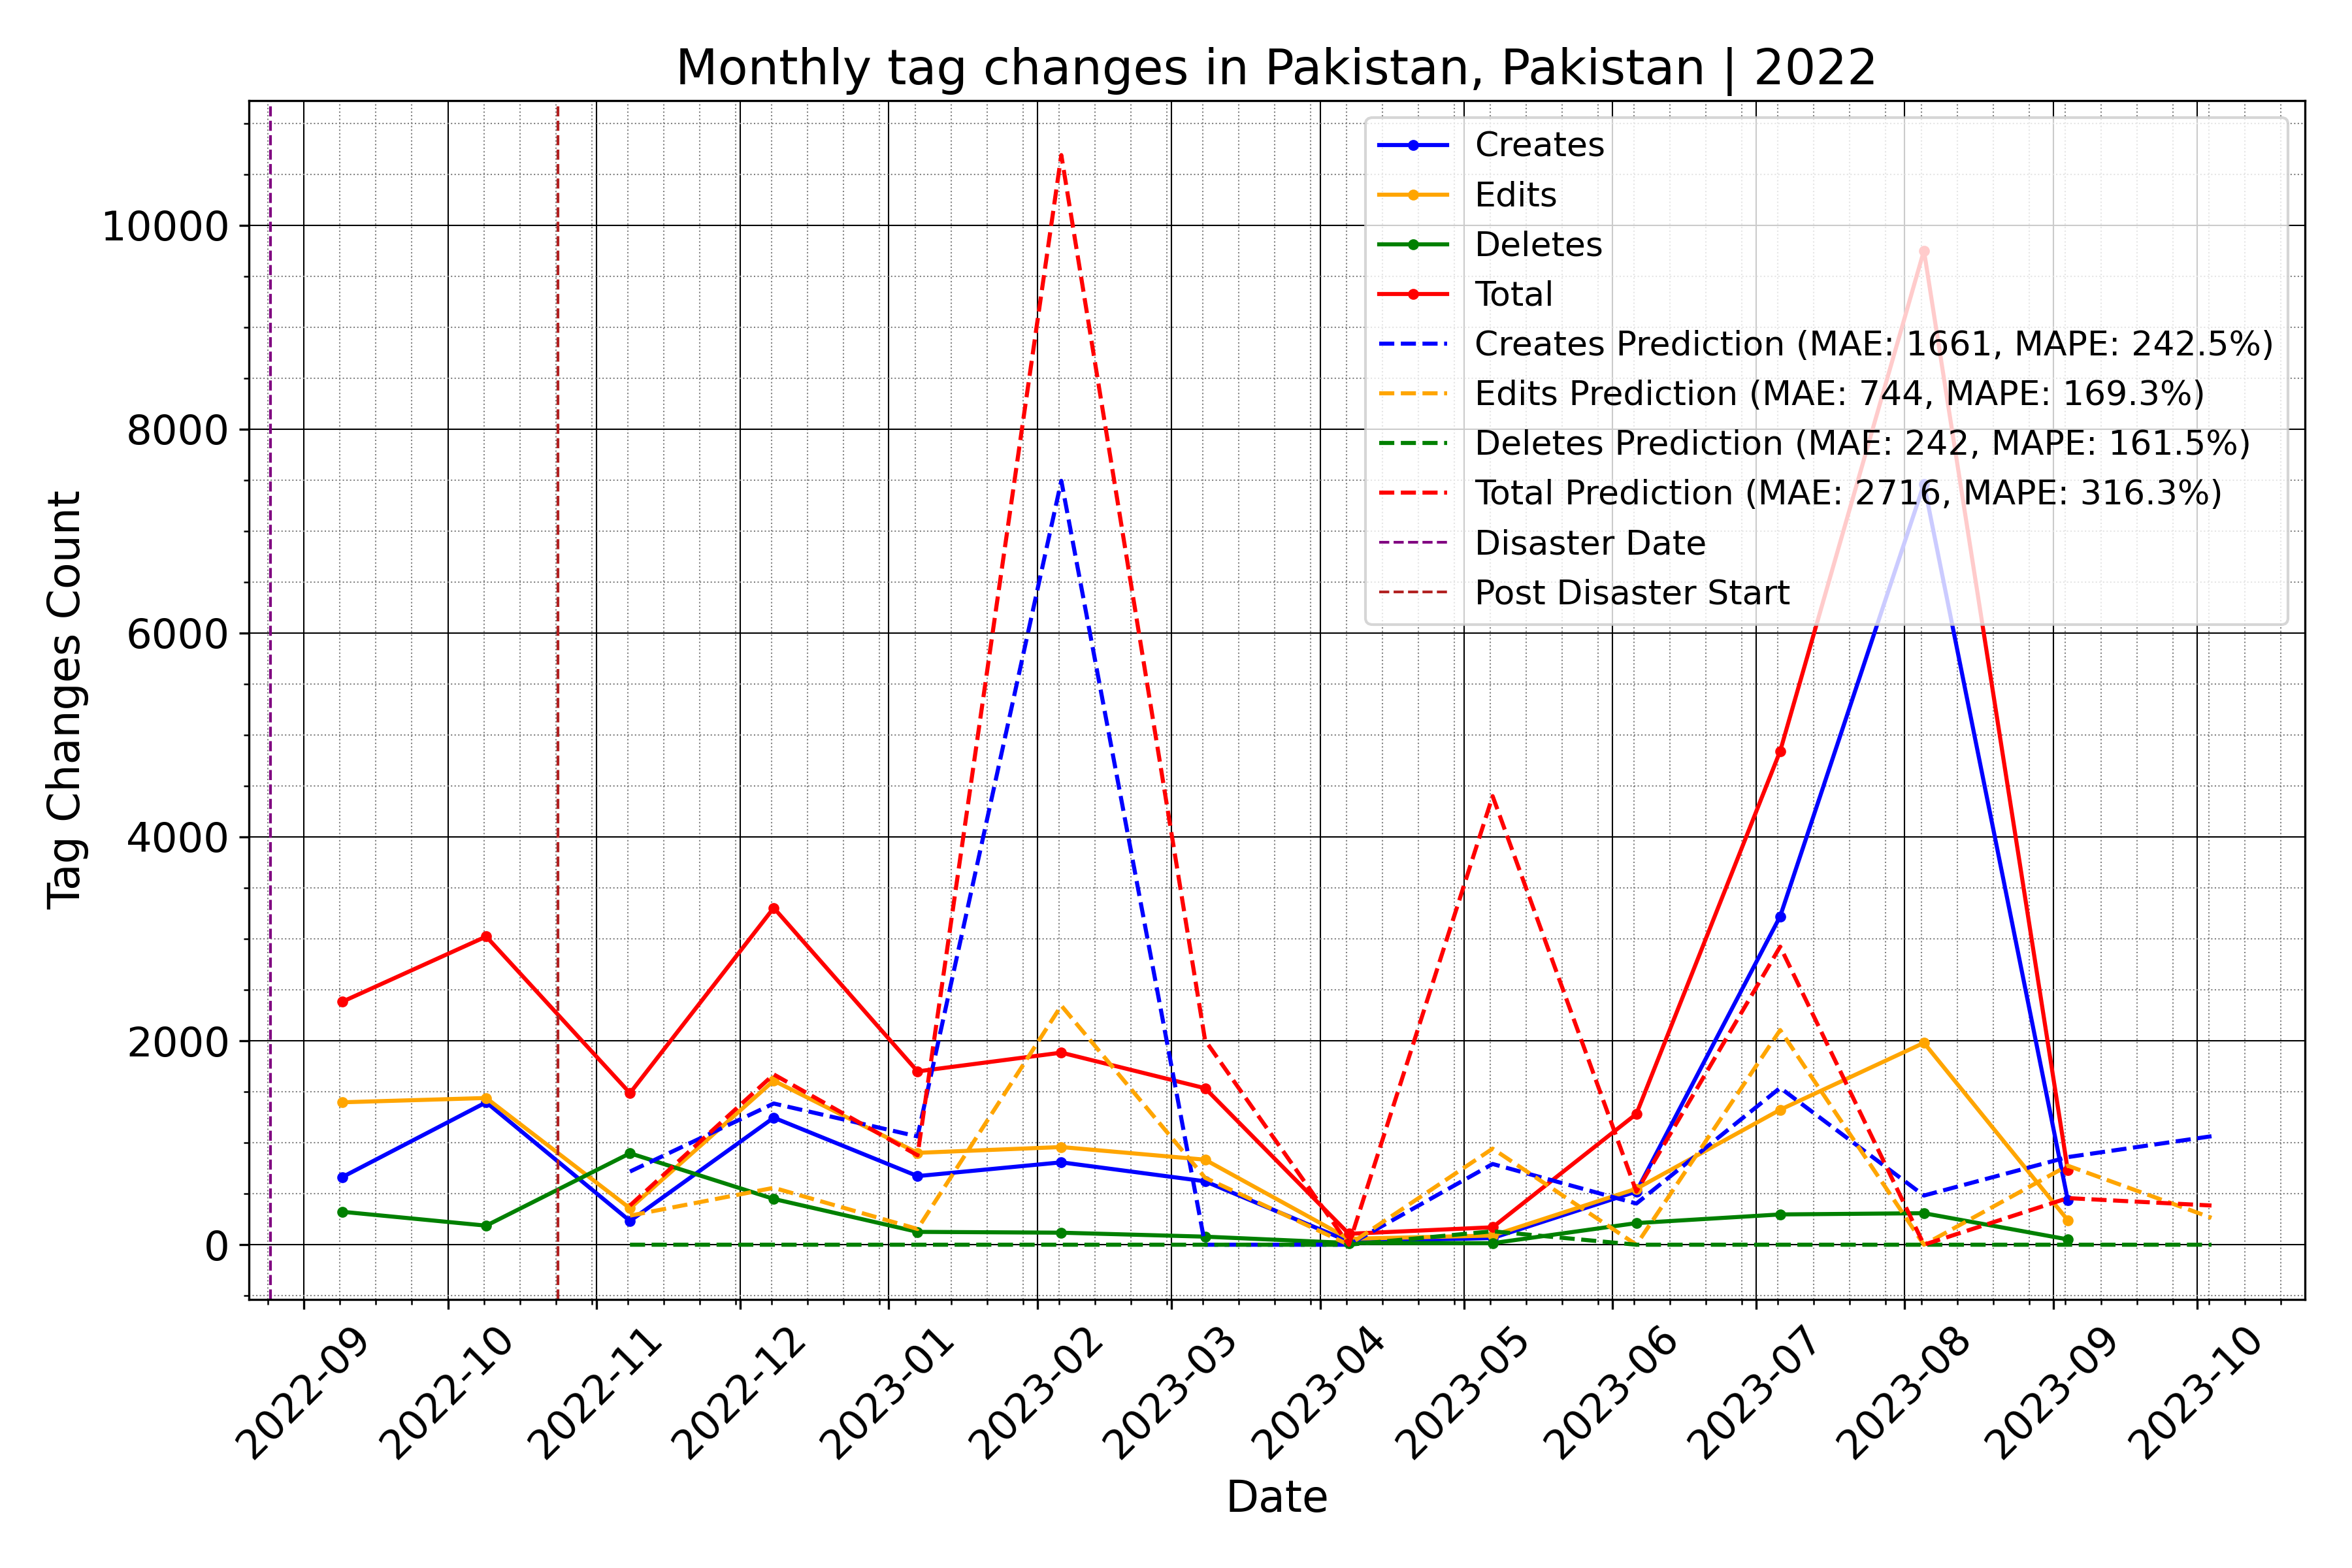 Monthly tag changes in Pakistan, Pakistan | 2022
Tag Changes Count
10000
8000
6000
4000
2000
0
Creates
Edits
Deletes
Total
Creates Prediction (MAE: 1661, MAPE: 242.5%)
Edits Prediction (MAE: 744, MAPE: 169.3%)
Deletes Prediction (MAE: 242, MAPE: 161.5%)
Total Prediction (MAE: 2716, MAPE: 316.3%)
Disaster Date
Post Disaster Start
2022-09
2022-10
2022-11
2022-12
2023-01
2023-02
2023-03
2023-04
2023-05
2023-06
2023-07
2023-08
2023-09
2023-10
Date